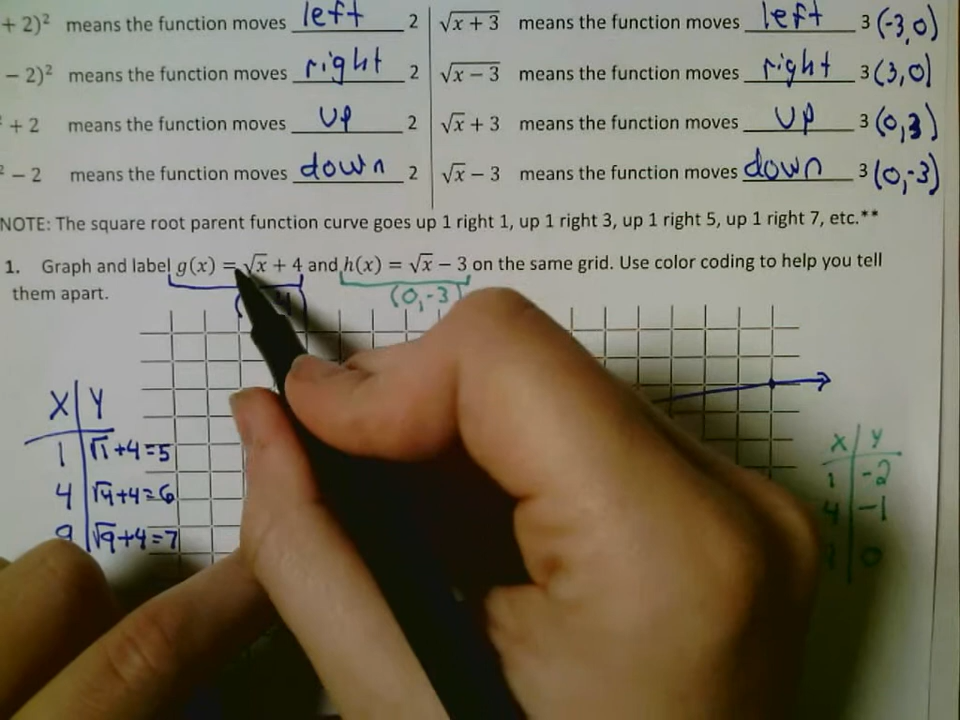 + 2)² means the function moves left 2 √(x + 3) means the function moves left 3 (-3,0)
− 2)² means the function moves right 2 √(x − 3) means the function moves right 3 (3,0)
² + 2 means the function moves up 2 √x + 3 means the function moves up 3 (0,3)
² − 2 means the function moves down 2 √x − 3 means the function moves down 3 (0,-3)
NOTE: The square root parent function curve goes up 1 right 1, up 1 right 3, up 1 right 5, up 1 right 7, etc.**
1. Graph and label g(x) = √x + 4 and h(x) = √x − 3 on the same grid. Use color coding to help you tell
them apart.
(0,-3)
X Y
1 √1+4=5
4 √4+4=6
9 √9+4=7
X Y
1 -2
4 -1
0